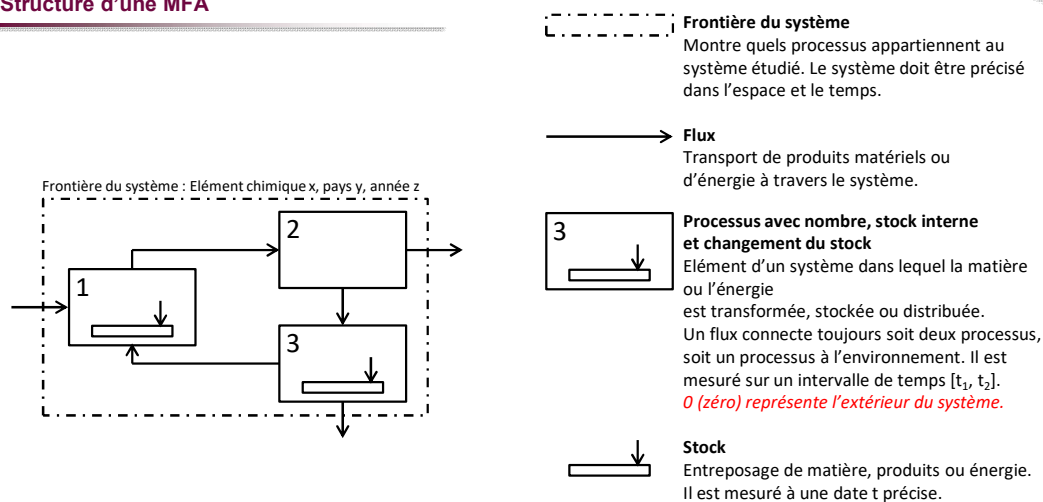 Structure d'une MFA
Frontière du système : Elément chimique x, pays y, année z
1
2
3
Frontière du système
Montre quels processus appartiennent au
système étudié. Le système doit être précisé
dans l'espace et le temps.
Flux
Transport de produits matériels ou
d'énergie à travers le système.
3
Processus avec nombre, stock interne
et changement du stock
Elément d'un système dans lequel la matière
ou l'énergie
est transformée, stockée ou distribuée.
Un flux connecte toujours soit deux processus,
soit un processus à l'environnement. Il est
mesuré sur un intervalle de temps [t₁, t₂].
0 (zéro) représente l'extérieur du système.
Stock
Entreposage de matière, produits ou énergie.
Il est mesuré à une date t précise.